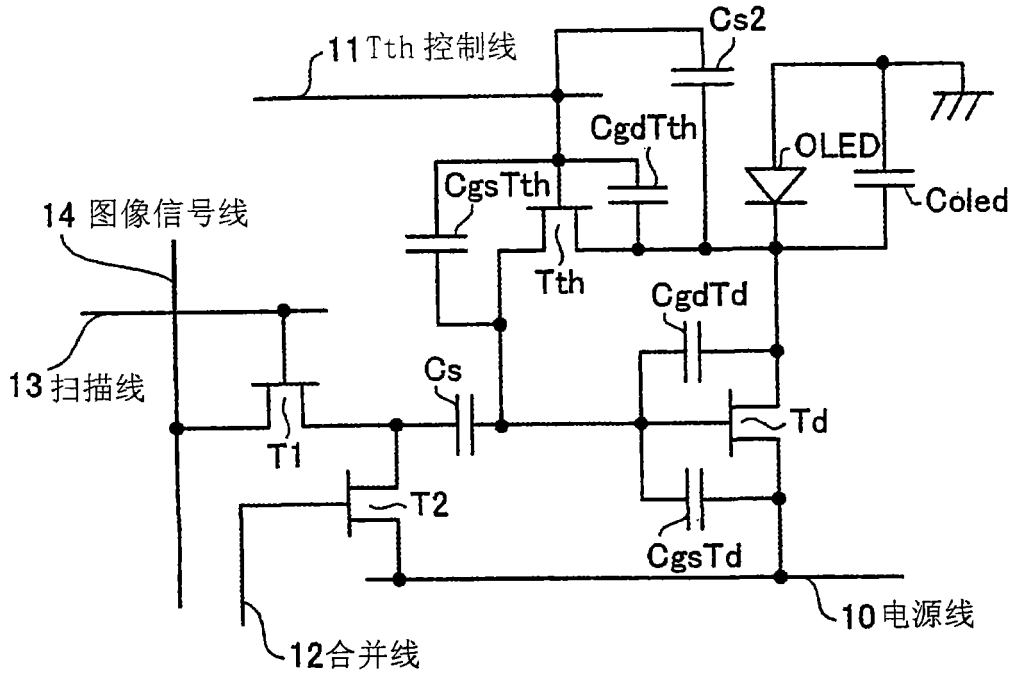 Cs2
11 Tth 控制线
CgdTth
OLED
CgsTth
Coled
14 图像信号线
Tth
CgdTd
13 扫描线
Cs
Td
T1
T2
CgsTd
10 电源线
12 合并线